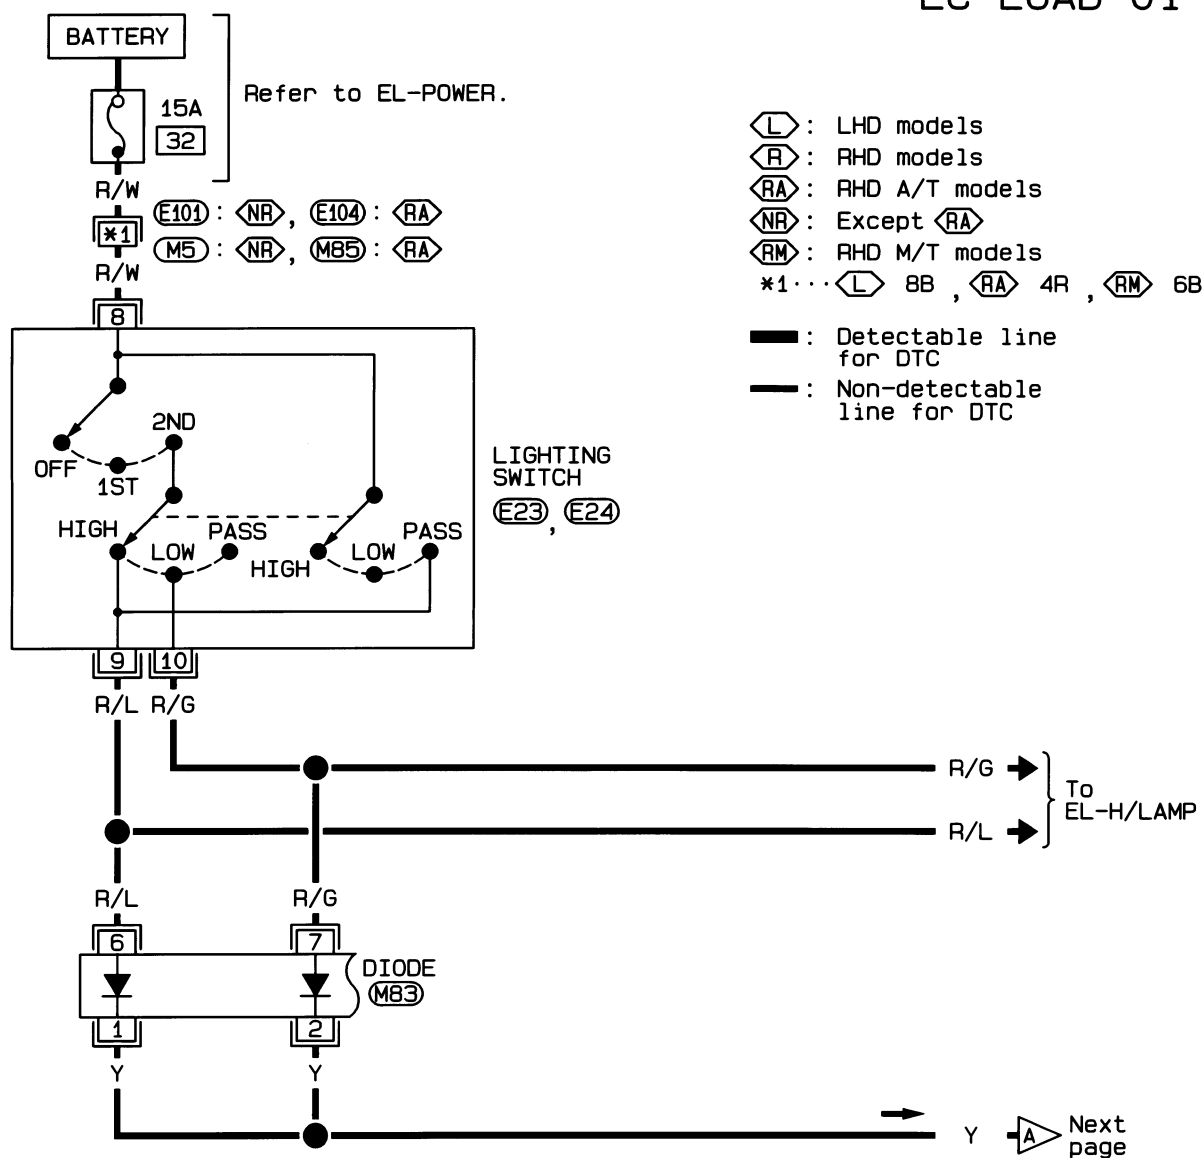 EC-LOAD-01
BATTERY
Refer to EL-POWER.
15A
32
R/W
E101 : NR , E104 : RA
*1
M5 : NR , M85 : RA
R/W
8
L : LHD models
R : RHD models
RA : RHD A/T models
NR : Except RA
RM : RHD M/T models
*1··· L 8B , RA 4R , RM 6B
: Detectable line
for DTC
: Non-detectable
line for DTC
2ND
OFF
1ST
LIGHTING
SWITCH
E23 , E24
HIGH
LOW
PASS
HIGH
LOW
PASS
9
10
R/L R/G
R/G
R/L
To
EL-H/LAMP
R/L
R/G
6
7
DIODE
M83
1
2
Y
Y
Y
A
Next
page